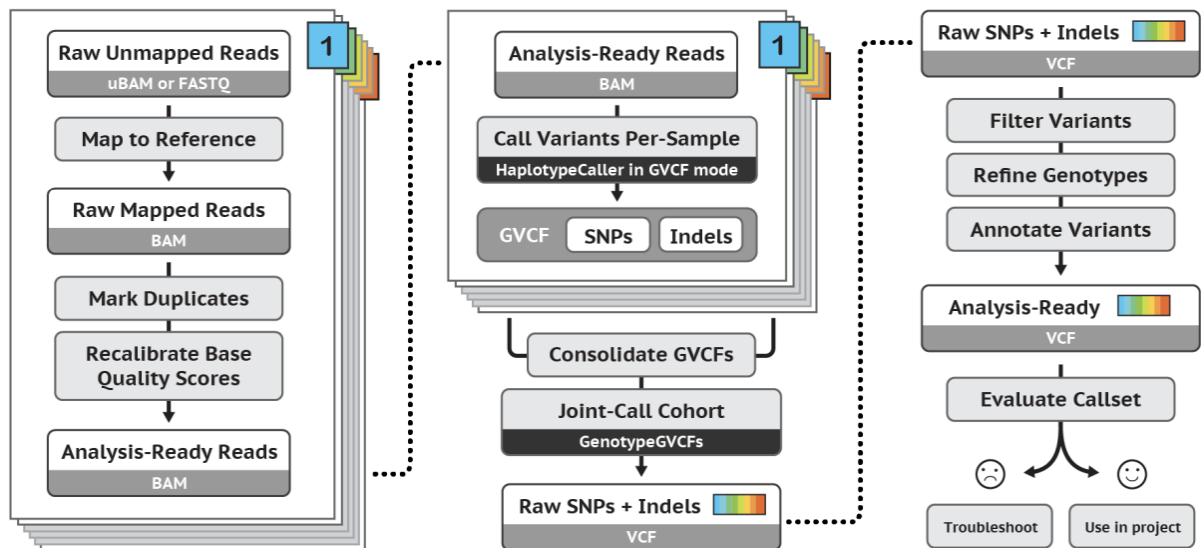 1
Raw Unmapped Reads
uBAM or FASTQ
Map to Reference
Raw Mapped Reads
BAM
Mark Duplicates
Recalibrate Base
Quality Scores
Analysis-Ready Reads
BAM
1
Analysis-Ready Reads
BAM
Call Variants Per-Sample
HaplotypeCaller in GVCF mode
GVCF SNPs Indels
Consolidate GVCFs
Joint-Call Cohort
GenotypeGVCFs
Raw SNPs + Indels
VCF
Raw SNPs + Indels
VCF
Filter Variants
Refine Genotypes
Annotate Variants
Analysis-Ready
VCF
Evaluate Callset
Troubleshoot
Use in project